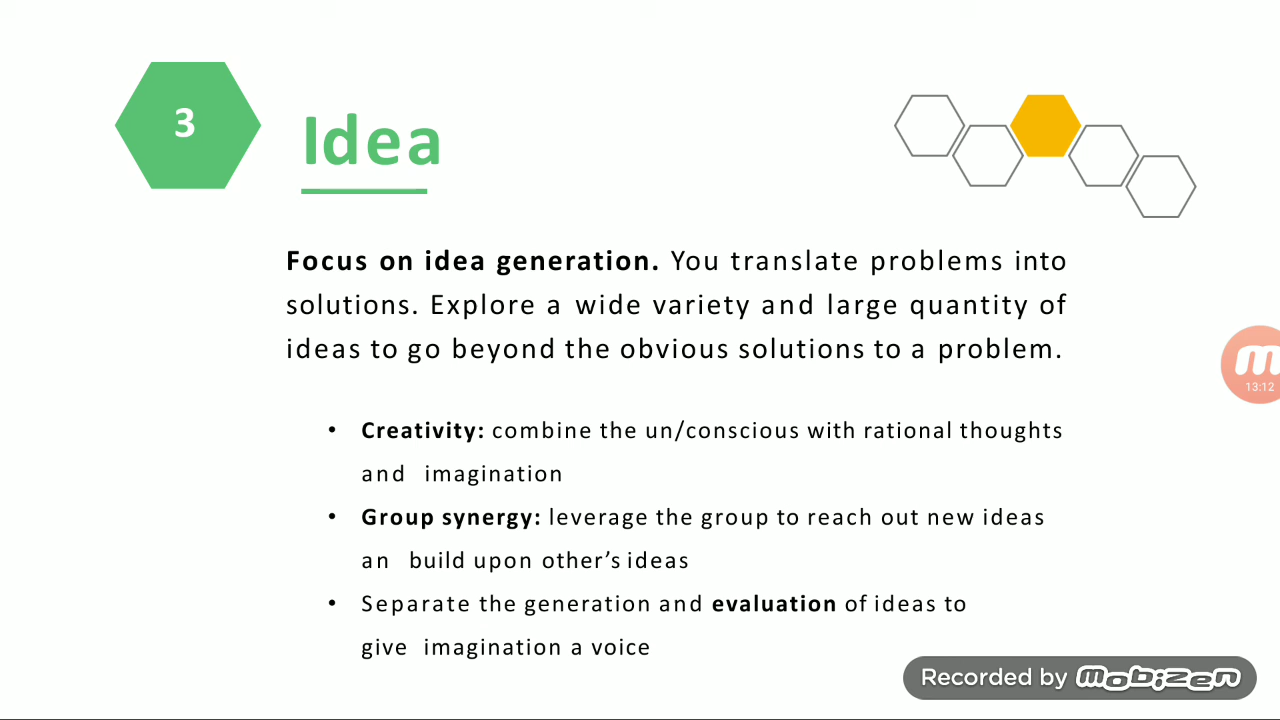 3
Idea
Focus on idea generation. You translate problems into
solutions. Explore a wide variety and large quantity of
ideas to go beyond the obvious solutions to a problem.
• Creativity: combine the un/conscious with rational thoughts
and imagination
• Group synergy: leverage the group to reach out new ideas
an build upon other’s ideas
• Separate the generation and evaluation of ideas to
give imagination a voice
m
13:12
Recorded by mobizen